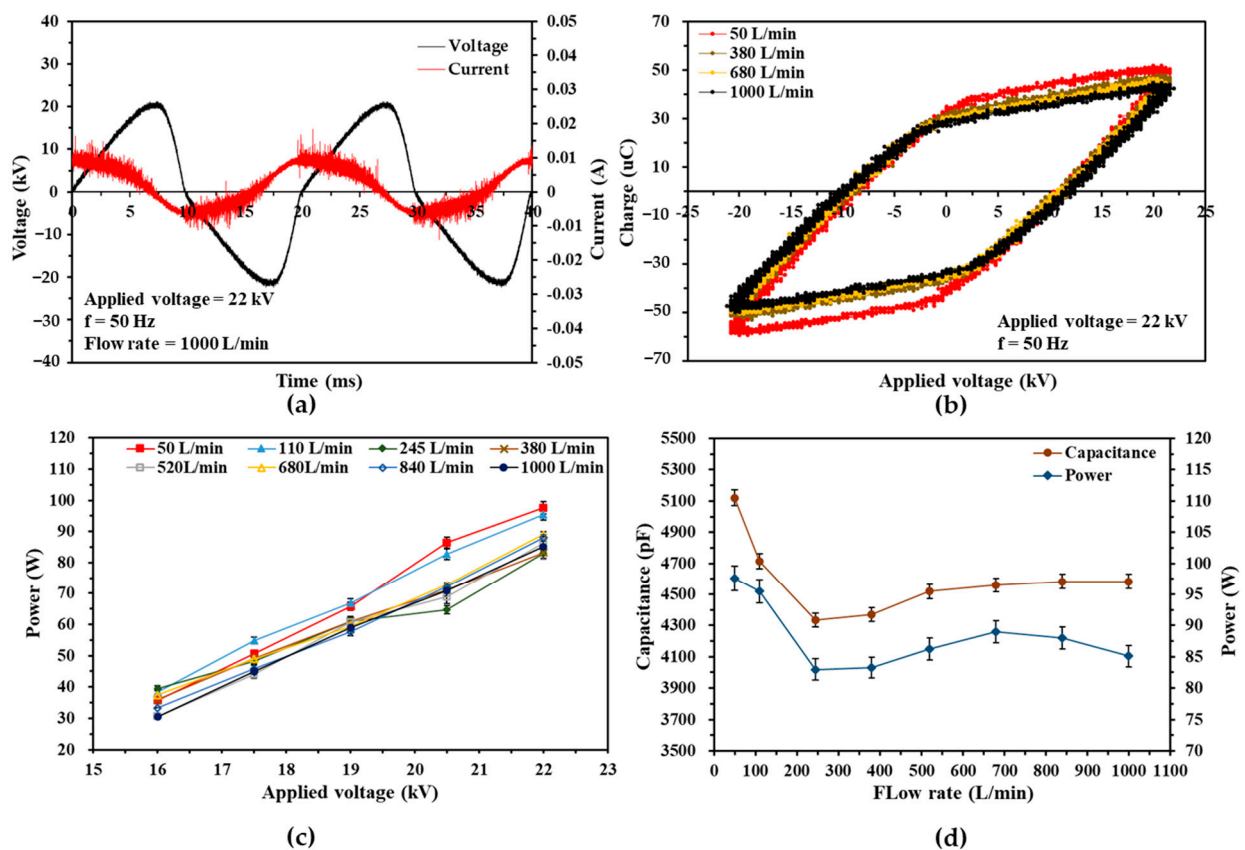 40
30
20
10
0
−10
−20
−30
−40
Voltage (kV)
0.05
0.04
0.03
0.02
0.01
0
-0.01
-0.02
-0.03
-0.04
-0.05
Current (A)
Voltage
Current
0 5 10 15 20 25 30 35 40
Applied voltage = 22 kV
f = 50 Hz
Flow rate = 1000 L/min
Time (ms)
(a)
70
50
30
10
−10
−30
−50
−70
Charge (uC)
50 L/min
380 L/min
680 L/min
1000 L/min
−25 −20 −15 −10 −5 0 5 10 15 20 25
Applied voltage = 22 kV
f = 50 Hz
Applied voltage (kV)
(b)
120
110
100
90
80
70
60
50
40
30
20
Power (W)
50 L/min 110 L/min 245 L/min 380 L/min
520L/min 680L/min 840 L/min 1000 L/min
15 16 17 18 19 20 21 22 23
Applied voltage (kV)
(c)
5500
5300
5100
4900
4700
4500
4300
4100
3900
3700
3500
Capacitance (pF)
120
115
110
105
100
95
90
85
80
75
70
Power (W)
Capacitance
Power
0 100 200 300 400 500 600 700 800 900 1000 1100
FLow rate (L/min)
(d)